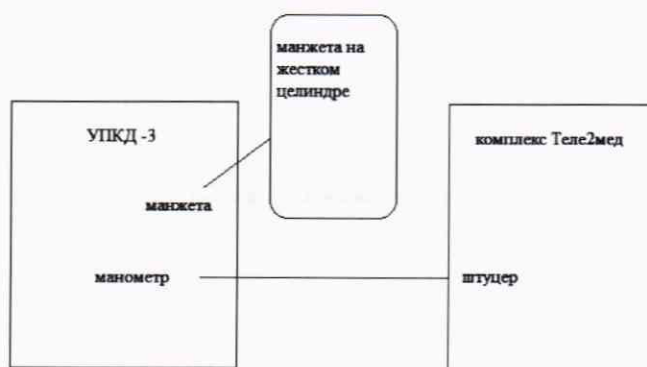 манжета на
жестком
целиндре
УПКД -3
комплекс Теле2мед
манжета
манометр
штуцер